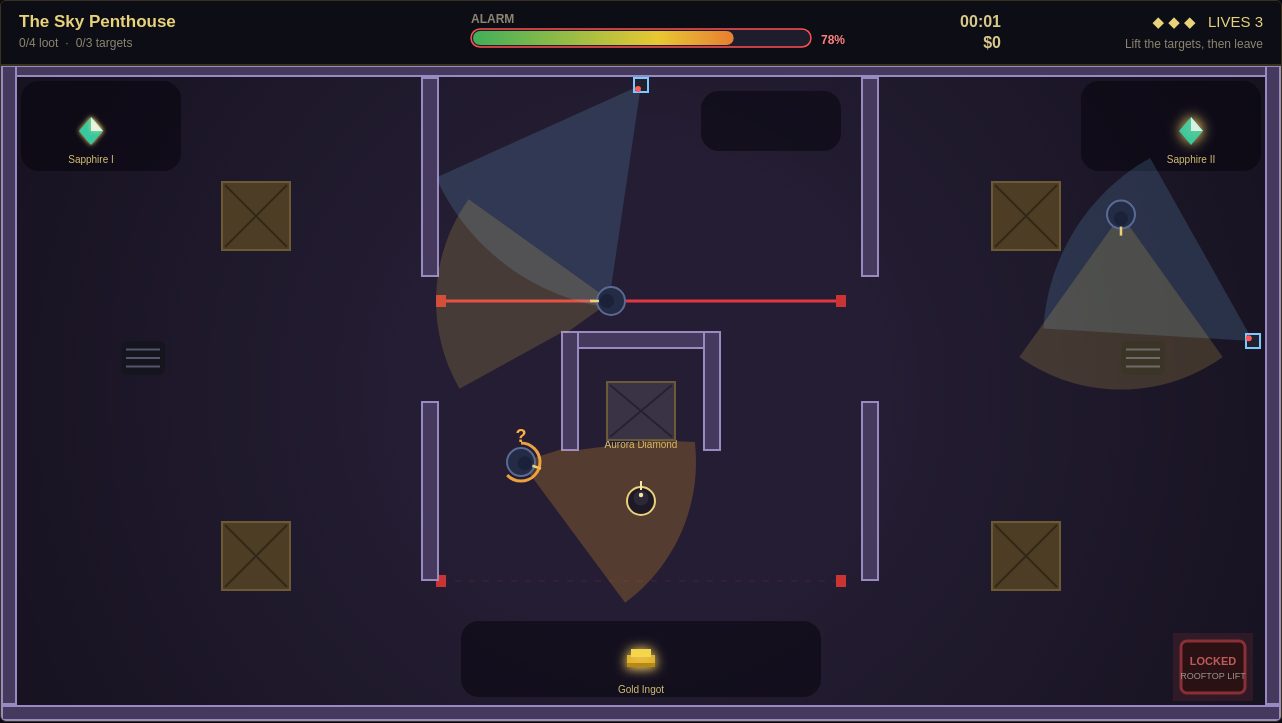 The Sky Penthouse
0/4 loot · 0/3 targets
ALARM
78%
00:01
$0
◆ ◆ ◆ LIVES 3
Lift the targets, then leave
Sapphire I
Sapphire II
?
Aurora Diamond
Gold Ingot
LOCKED
ROOFTOP LIFT